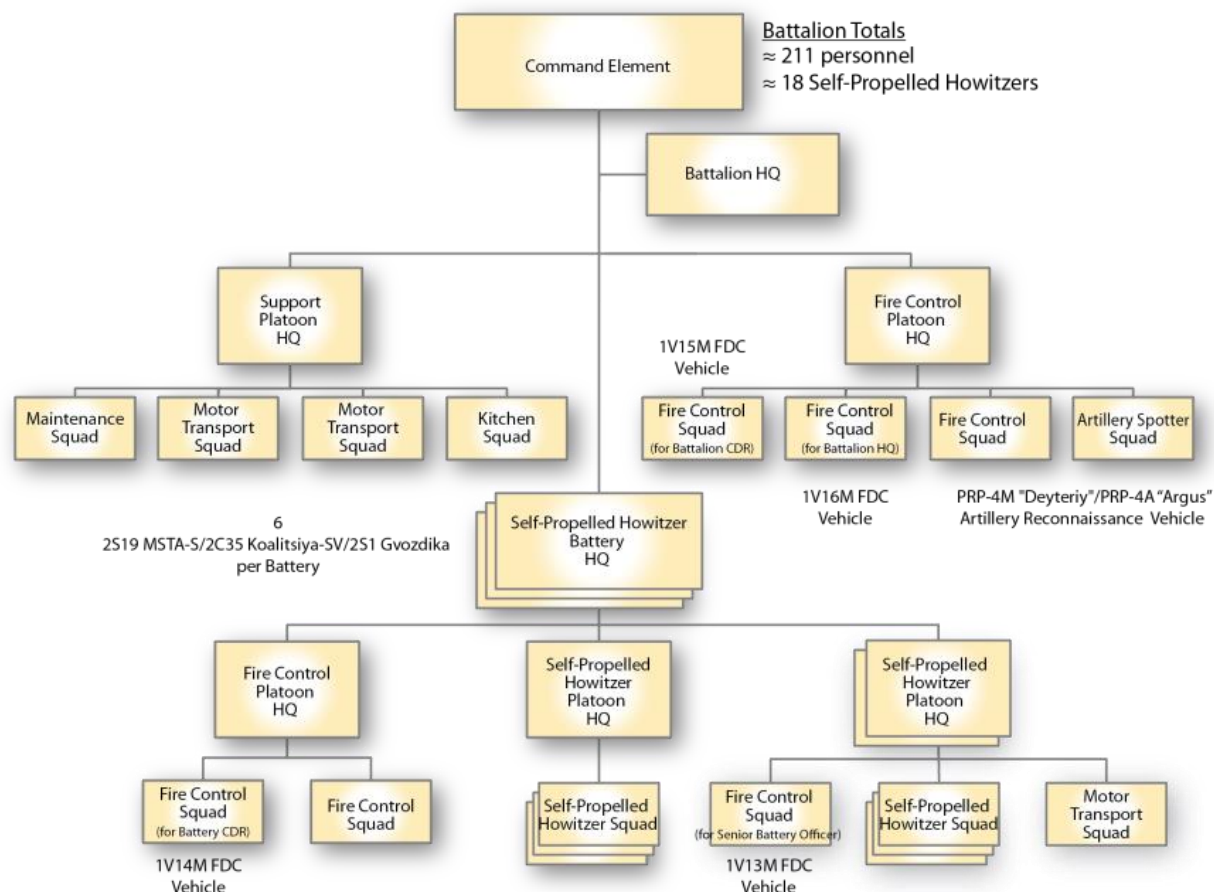 Command Element
Battalion Totals
≈ 211 personnel
≈ 18 Self-Propelled Howitzers
Battalion HQ
Support
Platoon
HQ
Fire Control
Platoon
HQ
1V15M FDC
Vehicle
Maintenance
Squad
Motor
Transport
Squad
Motor
Transport
Squad
Kitchen
Squad
Fire Control
Squad
(for Battalion CDR)
Fire Control
Squad
(for Battalion HQ)
Fire Control
Squad
Artillery Spotter
Squad
1V16M FDC
Vehicle
PRP-4M "Deyteriy"/PRP-4A “Argus”
Artillery Reconnaissance Vehicle
6
2S19 MSTA-S/2C35 Koalitsiya-SV/2S1 Gvozdika
per Battery
Self-Propelled Howitzer
Battery
HQ
Fire Control
Platoon
HQ
Self-Propelled
Howitzer
Platoon
HQ
Self-Propelled
Howitzer
Platoon
HQ
Fire Control
Squad
(for Battery CDR)
Fire Control
Squad
Self-Propelled
Howitzer Squad
Fire Control
Squad
(for Senior Battery Officer)
Self-Propelled
Howitzer Squad
Motor
Transport
Squad
1V14M FDC
Vehicle
1V13M FDC
Vehicle